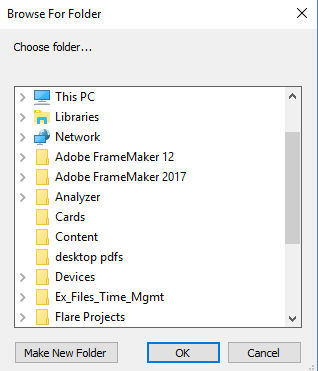 Browse For Folder
Choose folder...
This PC
Libraries
Network
Adobe FrameMaker 12
Adobe FrameMaker 2017
Analyzer
Cards
Content
desktop pdfs
Devices
Ex_Files_Time_Mgmt
Flare Projects
Make New Folder OK Cancel